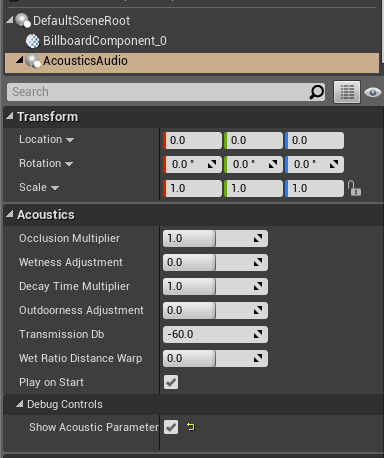 DefaultSceneRoot
BillboardComponent_0
AcousticsAudio
Search
Transform
Location 0.0 0.0 0.0
Rotation 0.0 ° 0.0 ° 0.0 °
Scale 1.0 1.0 1.0
Acoustics
Occlusion Multiplier 1.0
Wetness Adjustment 0.0
Decay Time Multiplier 1.0
Outdoorness Adjustment 0.0
Transmission Db -60.0
Wet Ratio Distance Warp 0.0
Play on Start
Debug Controls
Show Acoustic Parameter